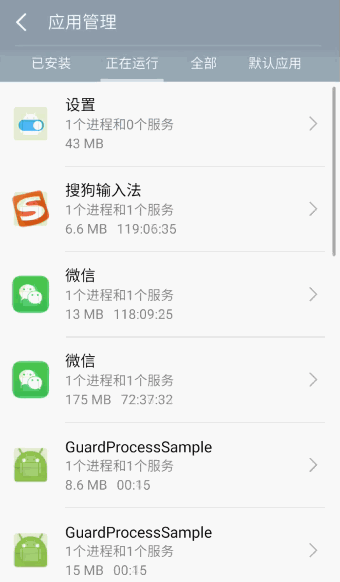 应用管理
已安装 正在运行 全部 默认应用
设置
1个进程和0个服务
43 MB
搜狗输入法
1个进程和1个服务
6.6 MB 119:06:35
微信
1个进程和1个服务
13 MB 118:09:25
微信
1个进程和1个服务
175 MB 72:37:32
GuardProcessSample
1个进程和1个服务
8.6 MB 00:15
GuardProcessSample
1个进程和1个服务
15 MB 00:15